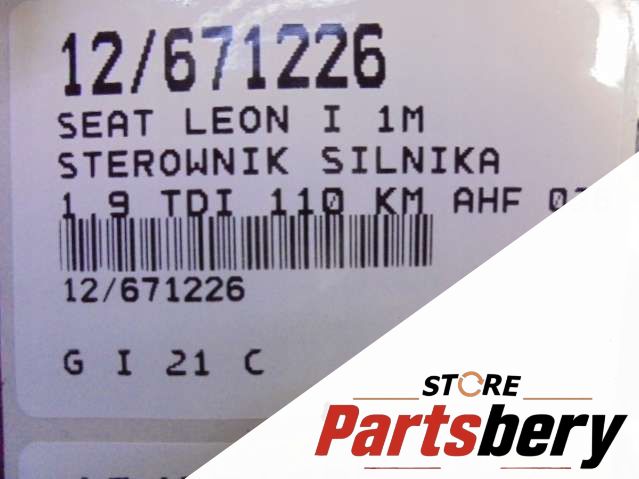 12/671226
SEAT LEON I 1M
STEROWNIK SILNIKA
1.9 TDI 110 KM AHF
12/671226
G I 21 C
STORE
Partsbery